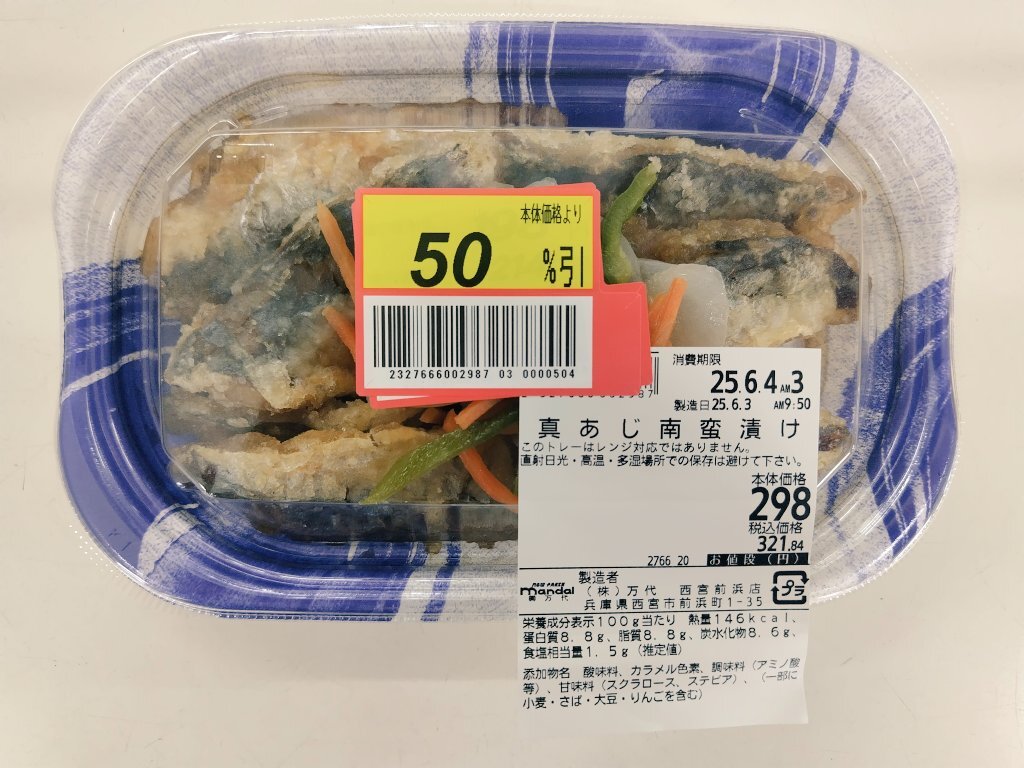 本体価格より
50 %引
2327666002987 03 0000504
消費期限
25.6.4 AM3
製造日25.6.3 AM9:50
真あじ南蛮漬け
このトレーはレンジ対応ではありません。
直射日光・高温・多湿場所での保存は避けて下さい。
本体価格
298
税込価格
321.84
2766 20 お値段(円)
製造者
mandai (株)万代 西宮前浜店
㈱万代 兵庫県西宮市前浜町1-35
プラ
栄養成分表示100g当たり 熱量146kcal、
蛋白質8.8g、脂質8.8g、炭水化物8.6g、
食塩相当量1.5g(推定値)
添加物名 酸味料、カラメル色素、調味料(アミノ酸
等)、甘味料(スクラロース、ステビア)、(一部に
小麦・さば・大豆・りんごを含む)